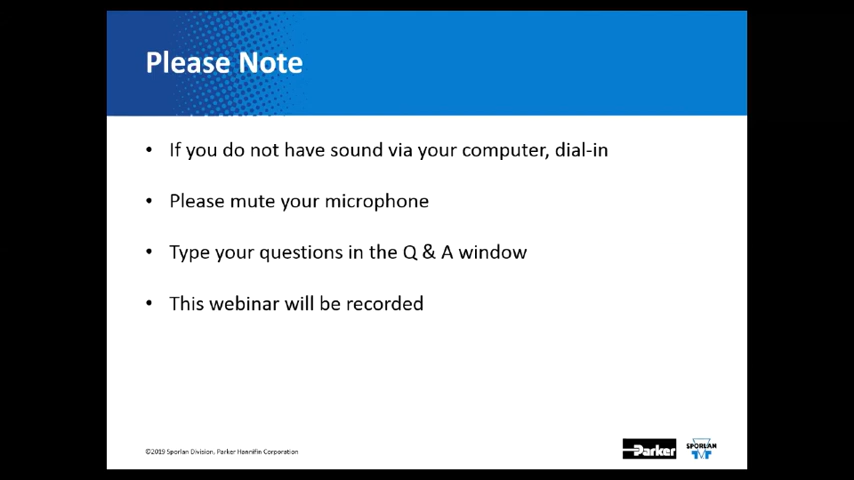 Please Note
• If you do not have sound via your computer, dial-in
• Please mute your microphone
• Type your questions in the Q & A window
• This webinar will be recorded
©2019 Sporlan Division, Parker Hannifin Corporation
Parker
SPORLAN